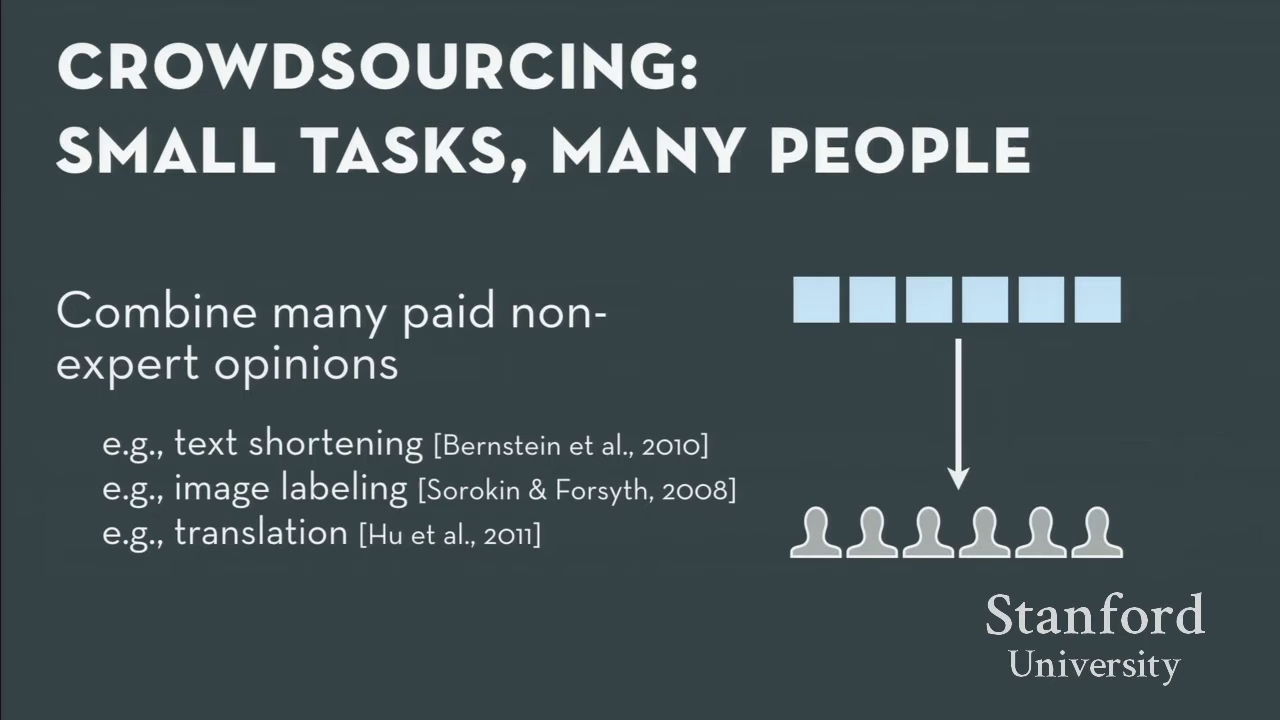 CROWDSOURCING:
SMALL TASKS, MANY PEOPLE
Combine many paid non-
expert opinions
e.g., text shortening [Bernstein et al., 2010]
e.g., image labeling [Sorokin & Forsyth, 2008]
e.g., translation [Hu et al., 2011]
Stanford
University